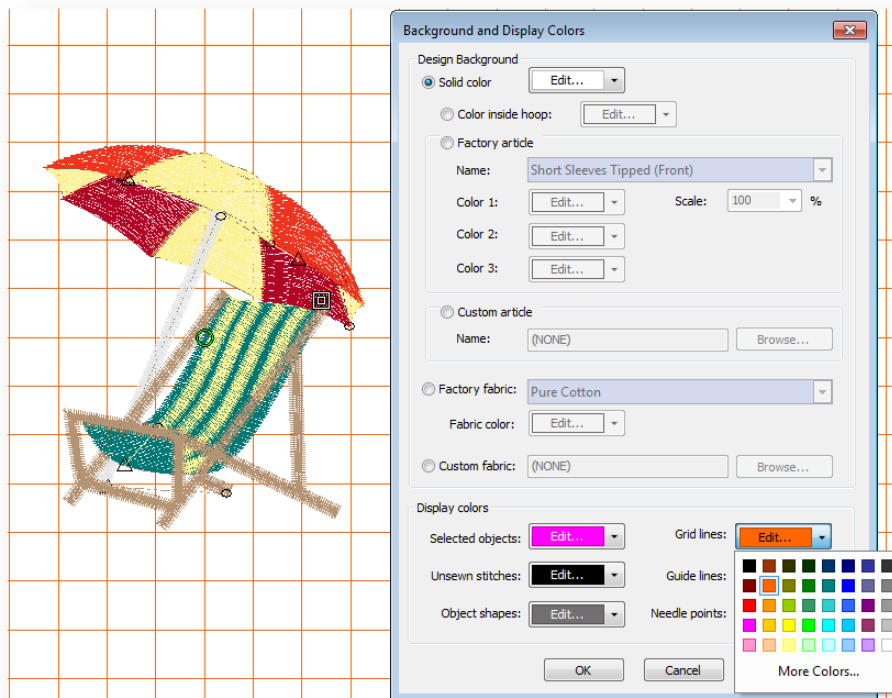 Background and Display Colors
Design Background
Solid color
Edit...
Color inside hoop:
Edit...
Factory article
Name:
Short Sleeves Tipped (Front)
Color 1:
Edit...
Scale:
100
%
Color 2:
Edit...
Color 3:
Edit...
Custom article
Name:
(NONE)
Browse...
Factory fabric:
Pure Cotton
Fabric color:
Edit...
Custom fabric:
(NONE)
Browse...
Display colors
Selected objects:
Edit...
Grid lines:
Edit...
Unsewn stitches:
Edit...
Guide lines:
Object shapes:
Edit...
Needle points:
OK
Cancel
More Colors...